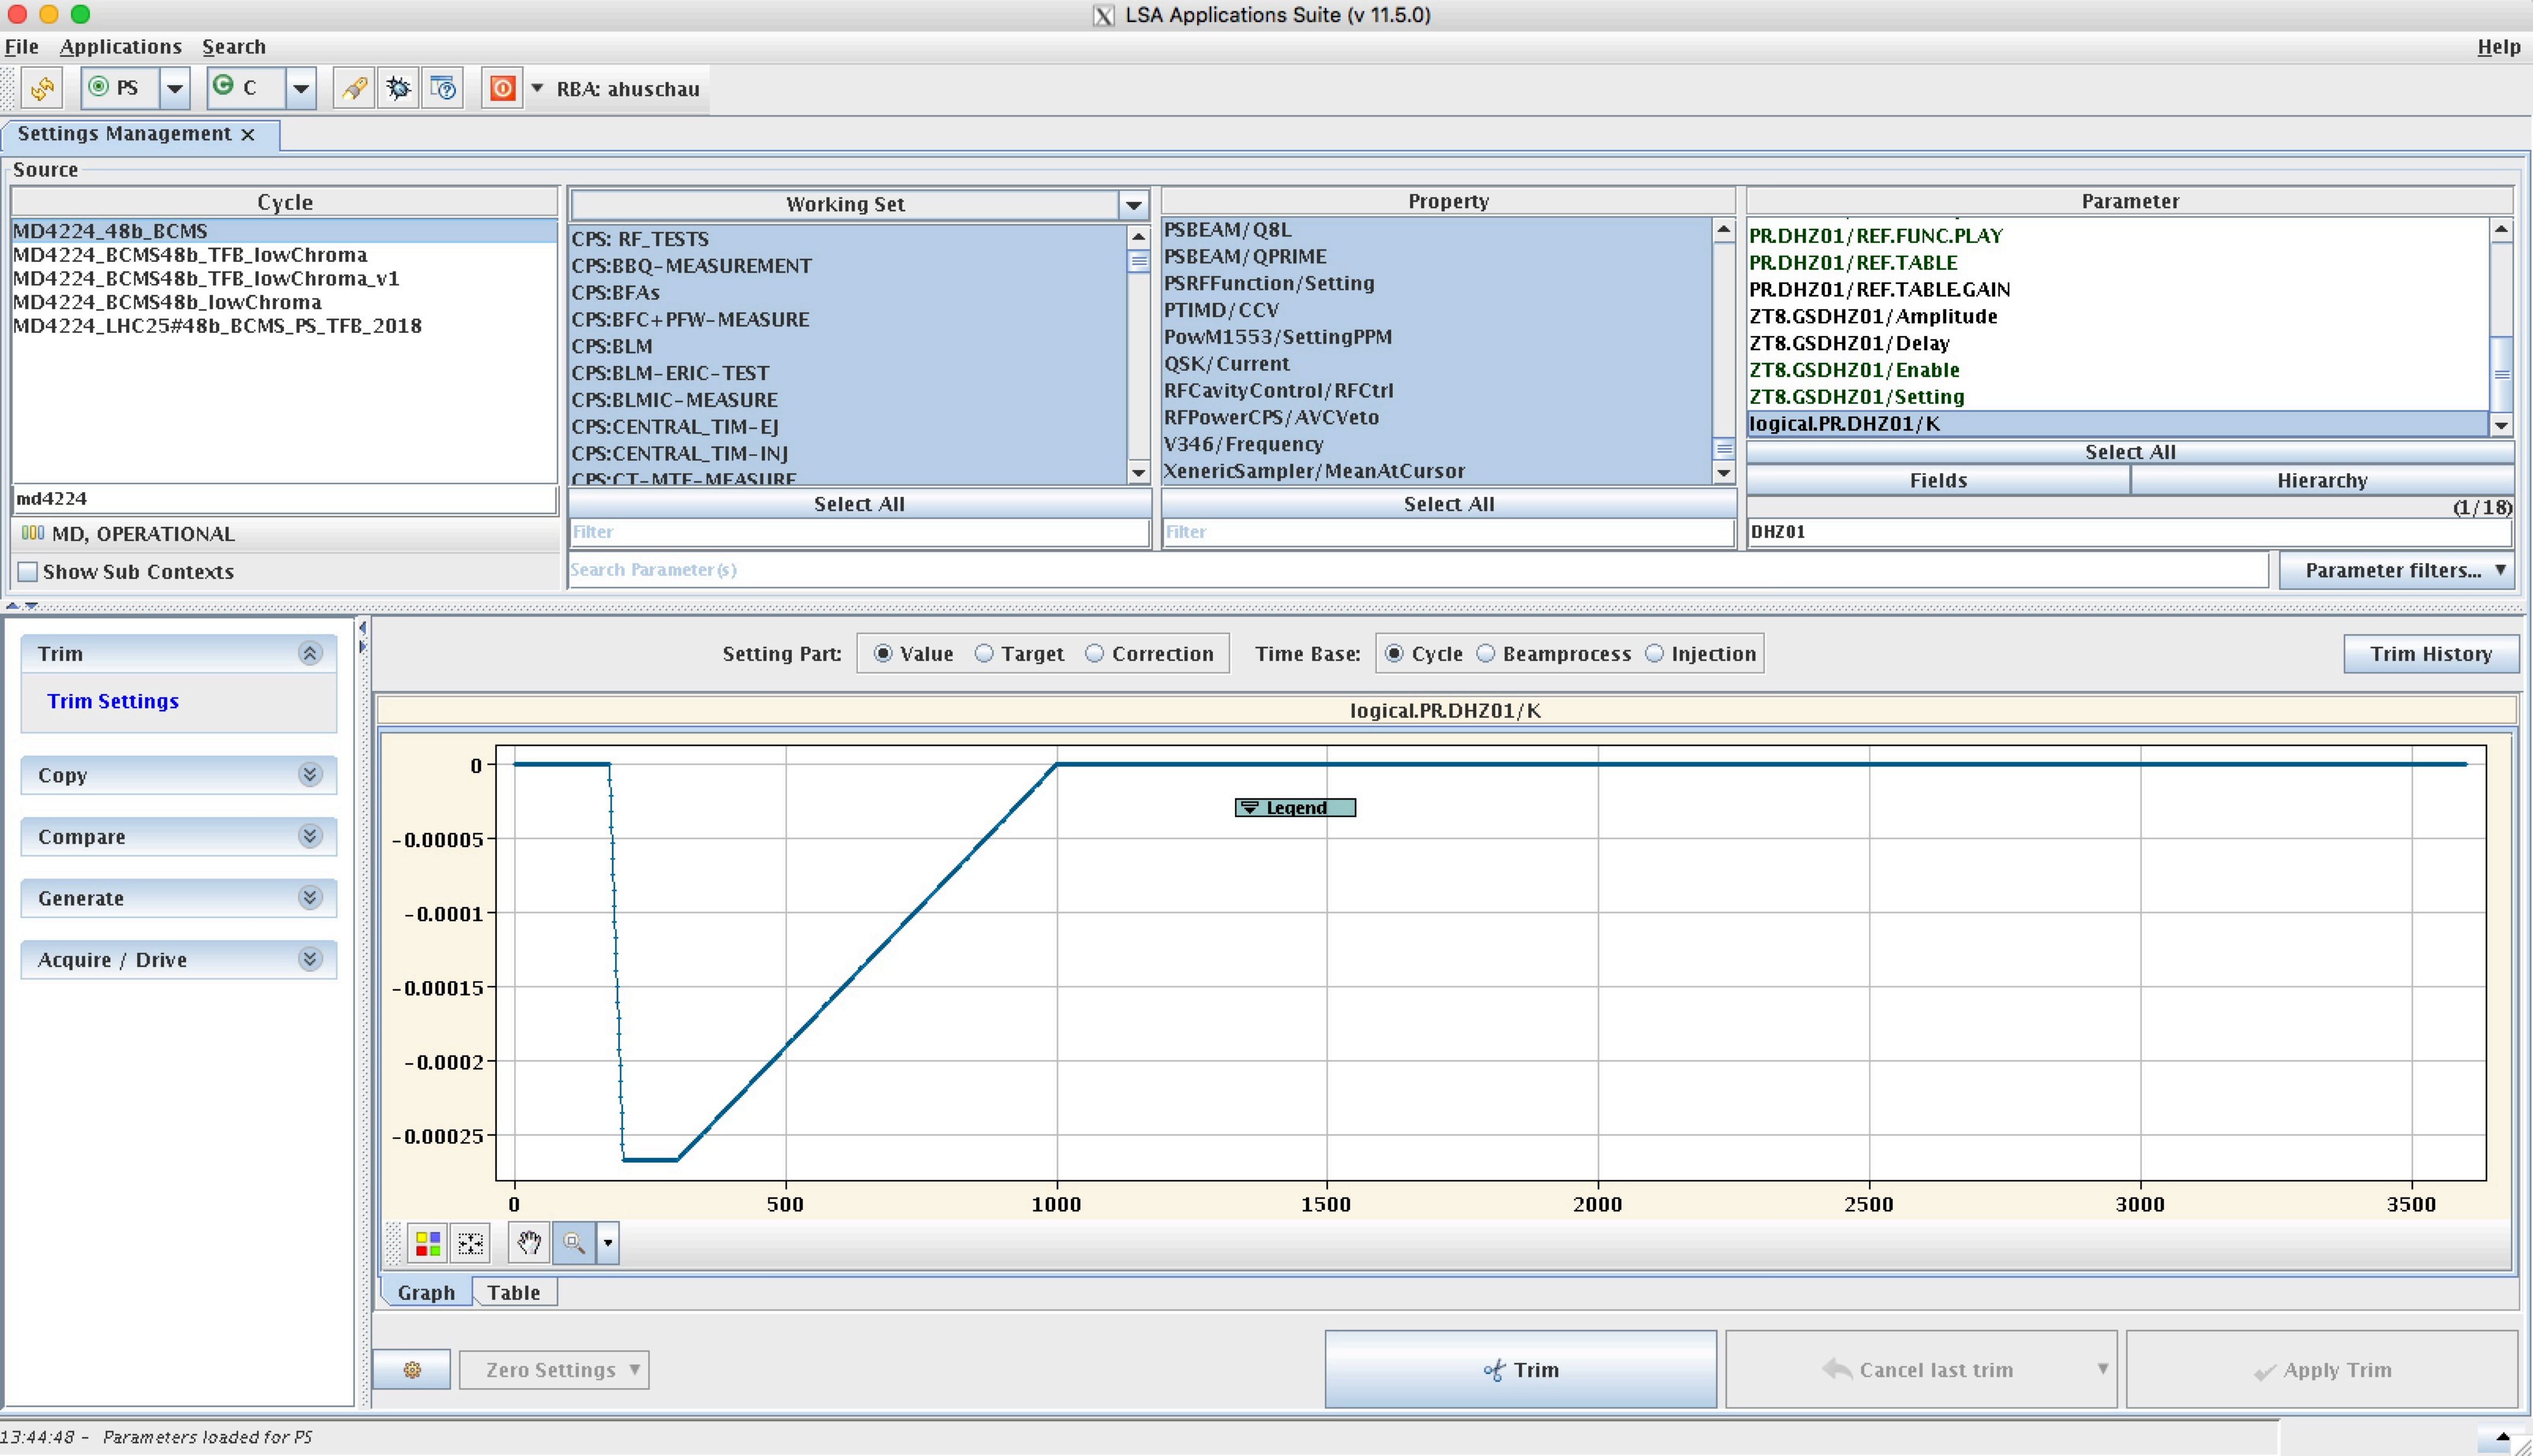 LSA Applications Suite (v 11.5.0)
File Applications Search Help
PS C RBA: ahuschau
Settings Management
Source
Cycle
MD4224_48b_BCMS
MD4224_BCMS48b_TFB_lowChroma
MD4224_BCMS48b_TFB_lowChroma_v1
MD4224_BCMS48b_lowChroma
MD4224_LHC25#48b_BCMS_PS_TFB_2018
md4224
MD, OPERATIONAL
Show Sub Contexts
Working Set
CPS: RF_TESTS
CPS:BBQ-MEASUREMENT
CPS:BFAs
CPS:BFC+PFW-MEASURE
CPS:BLM
CPS:BLM-ERIC-TEST
CPS:BLMIC-MEASURE
CPS:CENTRAL_TIM-EJ
CPS:CENTRAL_TIM-INJ
CPS:CT-MTE-MEASURE
Select All
Filter
Property
PSBEAM/Q8L
PSBEAM/QPRIME
PSRFFunction/Setting
PTIMD/CCV
PowM1553/SettingPPM
QSK/Current
RFCavityControl/RFCtrl
RFPowerCPS/AVCVeto
V346/Frequency
XenericSampler/MeanAtCursor
Select All
Filter
Parameter
PR.DHZ01/REF.FUNC.PLAY
PR.DHZ01/REF.TABLE
PR.DHZ01/REF.TABLE.GAIN
ZT8.GSDHZ01/Amplitude
ZT8.GSDHZ01/Delay
ZT8.GSDHZ01/Enable
ZT8.GSDHZ01/Setting
logical.PR.DHZ01/K
Select All
Fields Hierarchy
(1/18)
DHZ01
Search Parameter(s)
Parameter filters...
Trim
Trim Settings
Copy
Compare
Generate
Acquire / Drive
Setting Part: Value Target Correction Time Base: Cycle Beamprocess Injection Trim History
logical.PR.DHZ01/K
0
-0.00005
-0.0001
-0.00015
-0.0002
-0.00025
Legend
0 500 1000 1500 2000 2500 3000 3500
Graph Table
Zero Settings Trim Cancel last trim Apply Trim
13:44:48 - Parameters loaded for PS